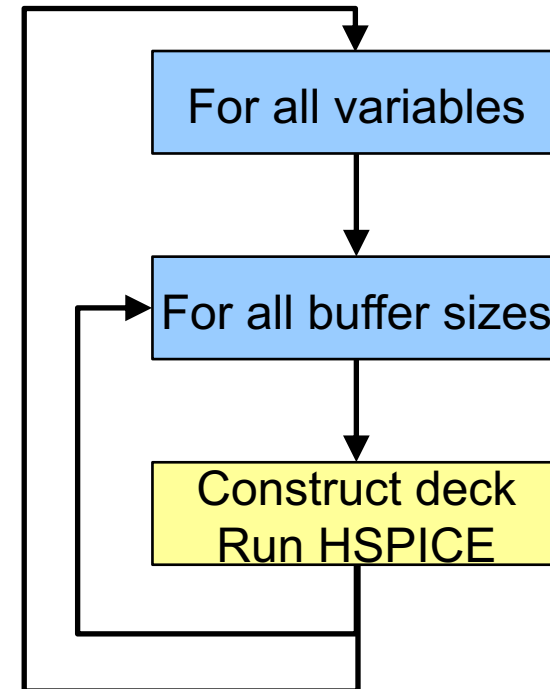 For all variables
For all buffer sizes
Construct deck
Run HSPICE